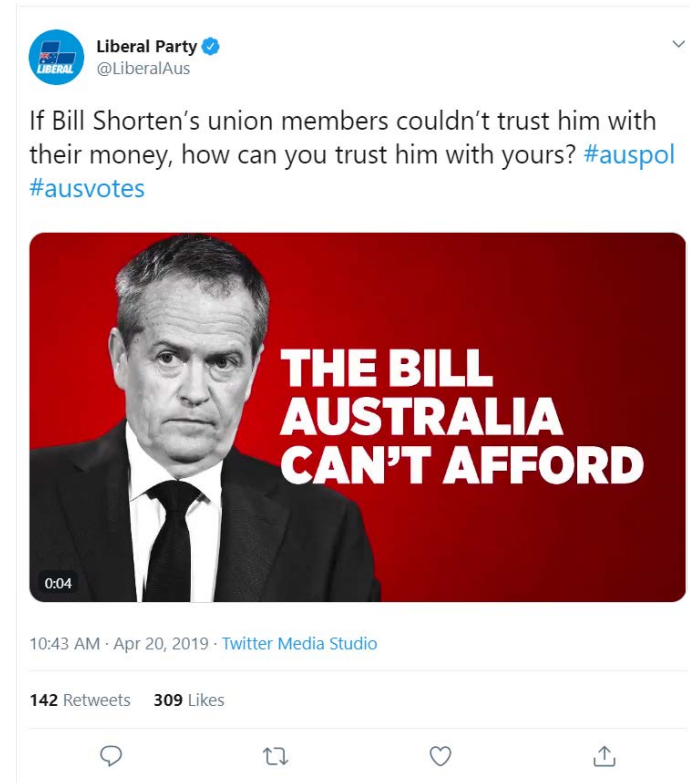 Liberal Party
@LiberalAus
LIBERAL
If Bill Shorten's union members couldn't trust him with
their money, how can you trust him with yours? #auspol
#ausvotes
THE BILL
AUSTRALIA
CAN'T AFFORD
0:04
10:43 AM · Apr 20, 2019 · Twitter Media Studio
142 Retweets 309 Likes